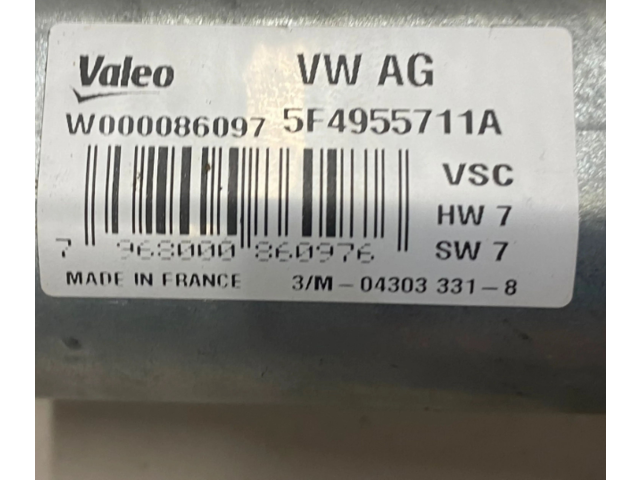 Valeo VW AG
W000086097 5F4955711A
VSC
HW 7
7 968000 860976 SW 7
MADE IN FRANCE 3/M-04303 331-8